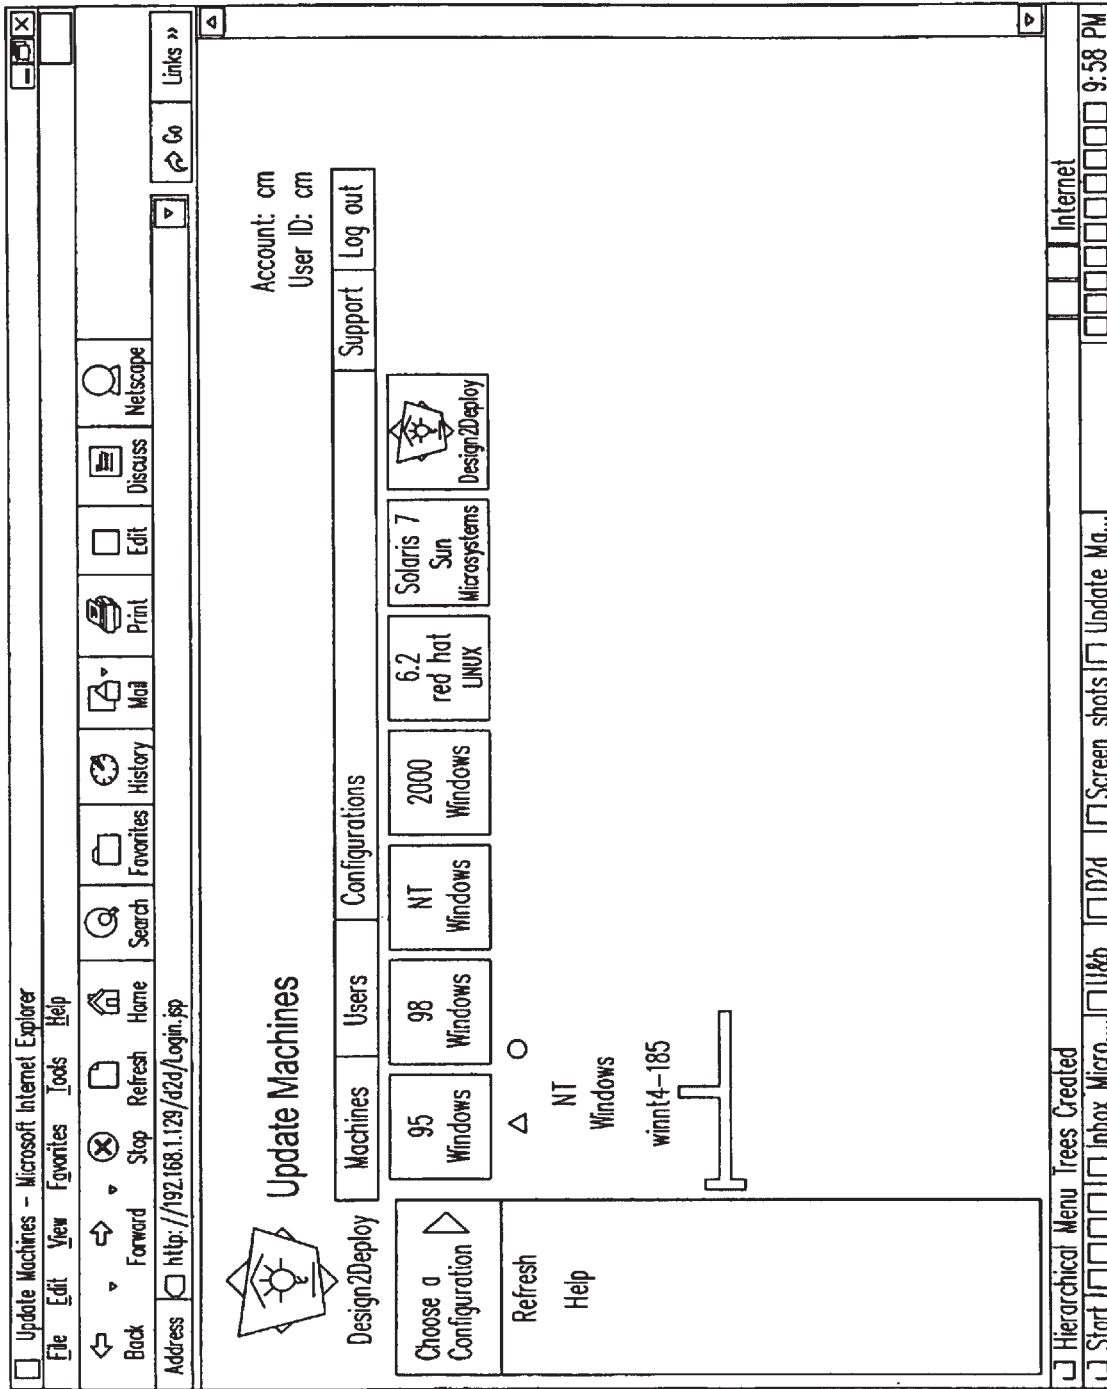 Update Machines – Microsoft Internet Explorer
File Edit View Favorites Tools Help
Back Forward Stop Refresh Home Search Favorites History Mail Print Edit Discuss Netscape
Address http://192.168.1.129/d2d/Login.jsp Go Links »
Account: cm
User ID: cm
Design2Deploy
Update Machines
Machines Users Configurations Support Log out
Choose a
Configuration
Refresh
Help
95
Windows
98
Windows
NT
Windows
2000
Windows
6.2
red hat
LINUX
Solaris 7
Sun
Microsystems
Design2Deploy
NT
Windows
winnt4-185
Hierarchical Menu Trees Created Internet
Start Inbox Micro... D2d Screen shots Update Ma... 9:58 PM